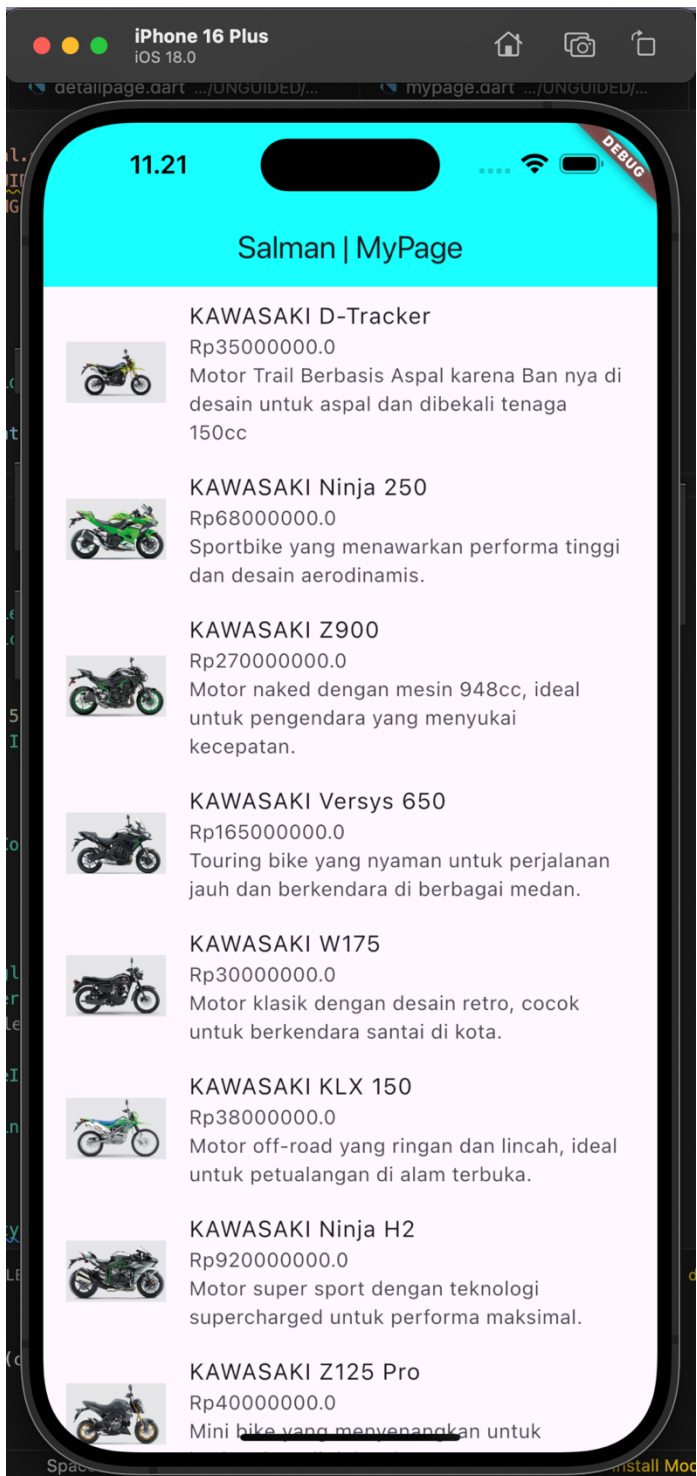 iPhone 16 Plus
iOS 18.0
detailpage.dart .../UNGUIDED/...
mypage.dart .../UNGUIDED/...
11.21
DEBUG
Salman | MyPage
KAWASAKI D-Tracker
Rp35000000.0
Motor Trail Berbasis Aspal karena Ban nya di
desain untuk aspal dan dibekali tenaga
150cc
KAWASAKI Ninja 250
Rp68000000.0
Sportbike yang menawarkan performa tinggi
dan desain aerodinamis.
KAWASAKI Z900
Rp270000000.0
Motor naked dengan mesin 948cc, ideal
untuk pengendara yang menyukai
kecepatan.
KAWASAKI Versys 650
Rp165000000.0
Touring bike yang nyaman untuk perjalanan
jauh dan berkendara di berbagai medan.
KAWASAKI W175
Rp30000000.0
Motor klasik dengan desain retro, cocok
untuk berkendara santai di kota.
KAWASAKI KLX 150
Rp38000000.0
Motor off-road yang ringan dan lincah, ideal
untuk petualangan di alam terbuka.
KAWASAKI Ninja H2
Rp920000000.0
Motor super sport dengan teknologi
supercharged untuk performa maksimal.
KAWASAKI Z125 Pro
Rp40000000.0
Mini bike yang menyenangkan untuk